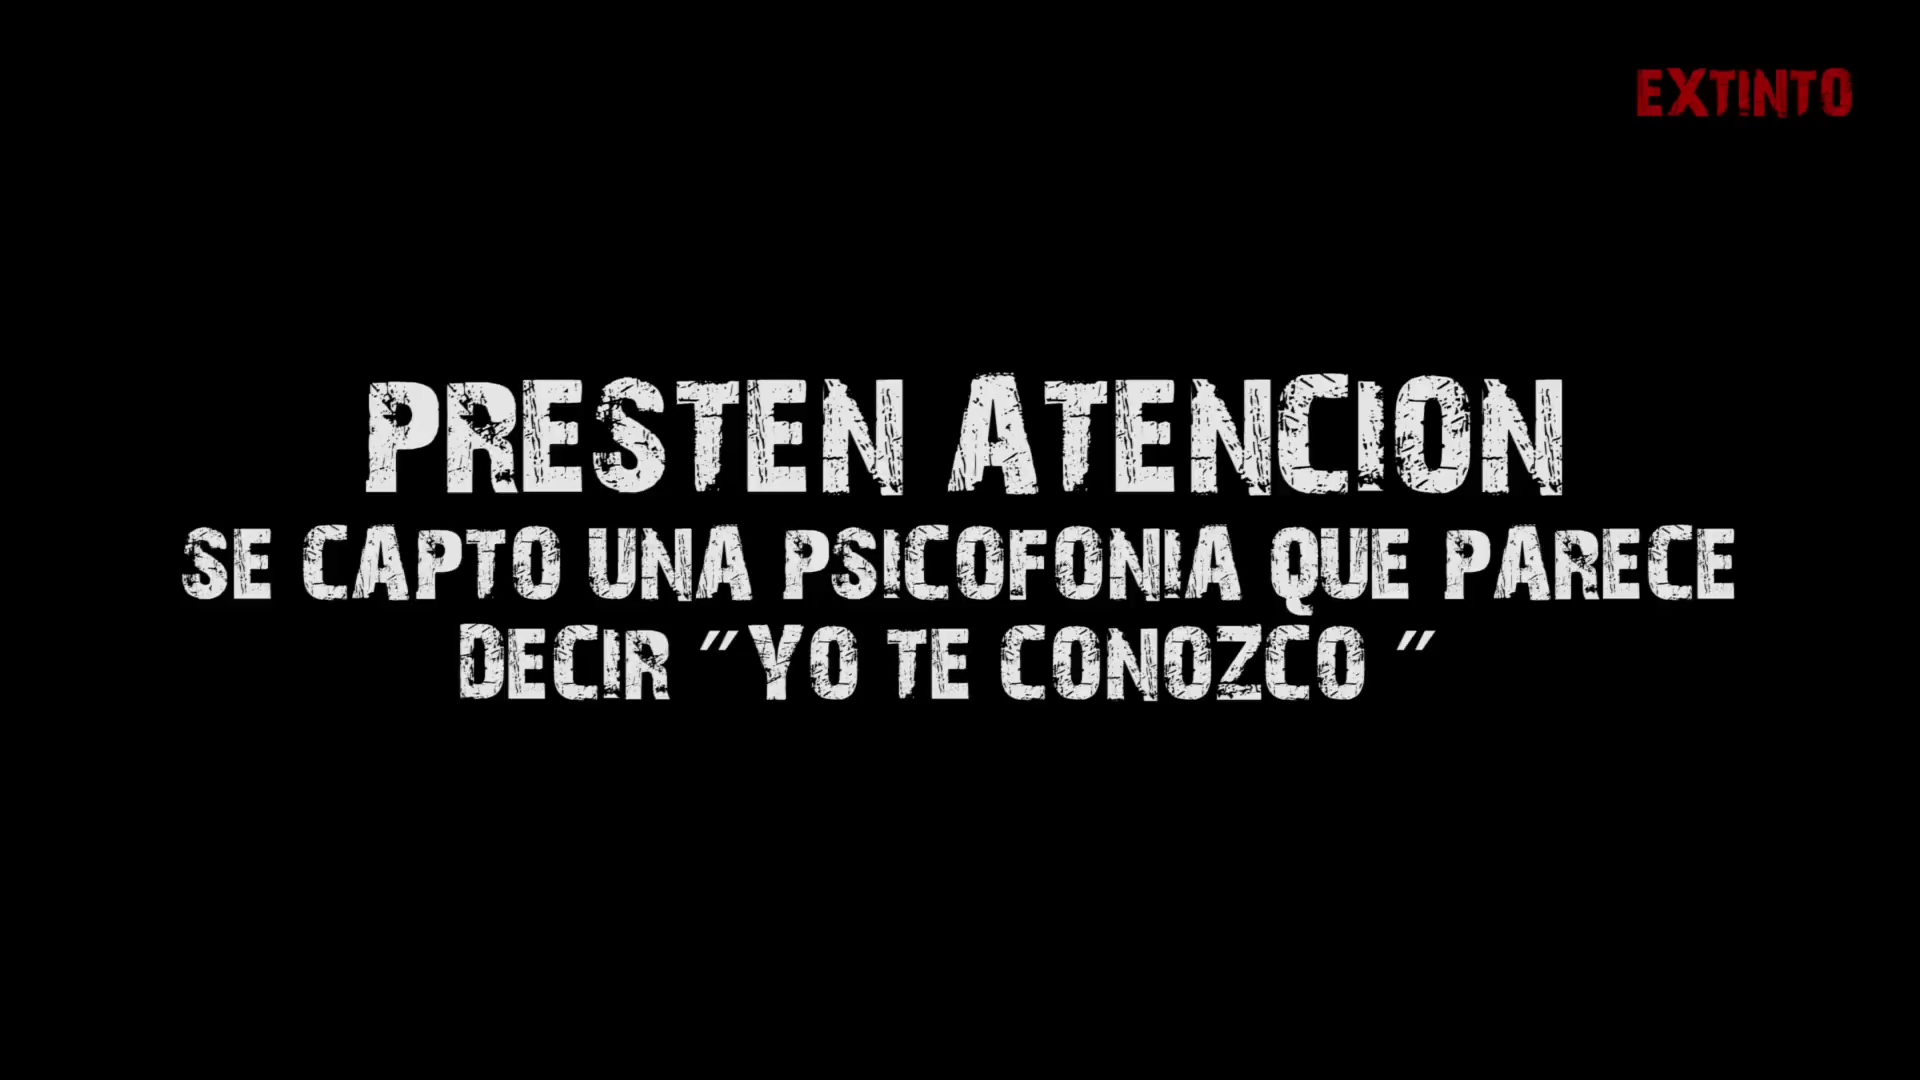 EXTINTO
PRESTEN ATENCION
SE CAPTO UNA PSICOFONIA QUE PARECE
DECIR "YO TE CONOZCO "